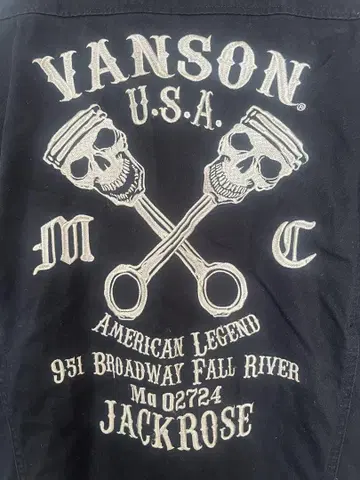 VANSON®
U.S.A.
M C
AMERICAN LEGEND
951 BROADWAY FALL RIVER
Ma 02724
JACKROSE